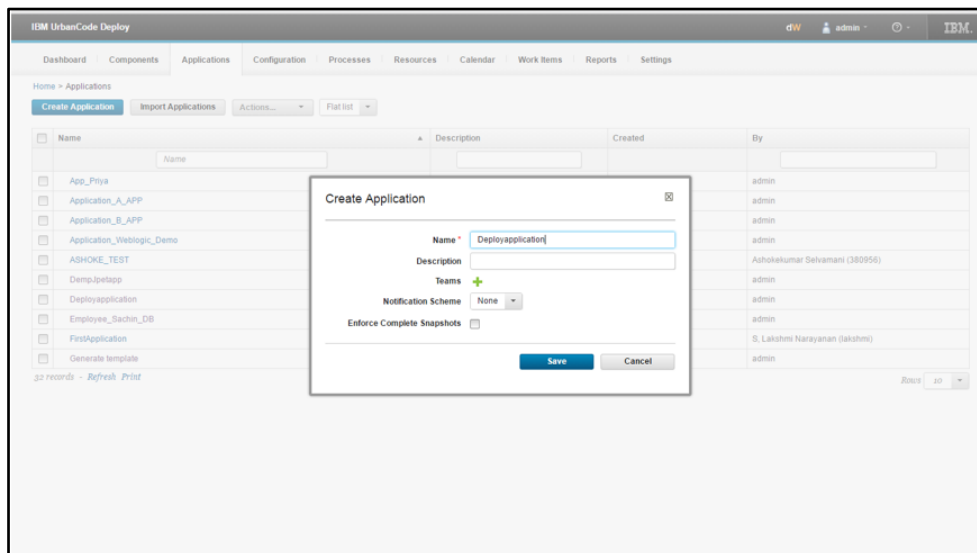 IBM UrbanCode Deploy dW admin IBM.
Dashboard Components Applications Configuration Processes Resources Calendar Work Items Reports Settings
Home > Applications
Create Application Import Applications Actions... Flat list
Name Description Created By
Name
App_Priya admin
Application_A_APP admin
Application_B_APP admin
Application_Weblogic_Demo admin
ASHOKE_TEST Ashokekumar Selvamani (380956)
DempJpetapp admin
Deployapplication admin
Employee_Sachin_DB admin
FirstApplication S, Lakshmi Narayanan (lakshmi)
Generate template admin
52 records - Refresh Print Rows 10
Create Application
Name * Deployapplication
Description
Teams
Notification Scheme None
Enforce Complete Snapshots
Save Cancel